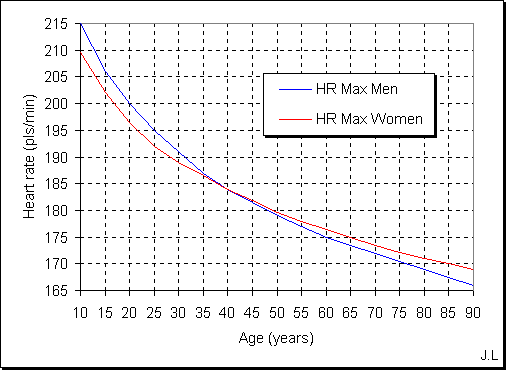 215
210
205
200
195
190
185
180
175
170
165
Heart rate (pls/min)
HR Max Men
HR Max Women
10 15 20 25 30 35 40 45 50 55 60 65 70 75 80 85 90
Age (years)
J.L